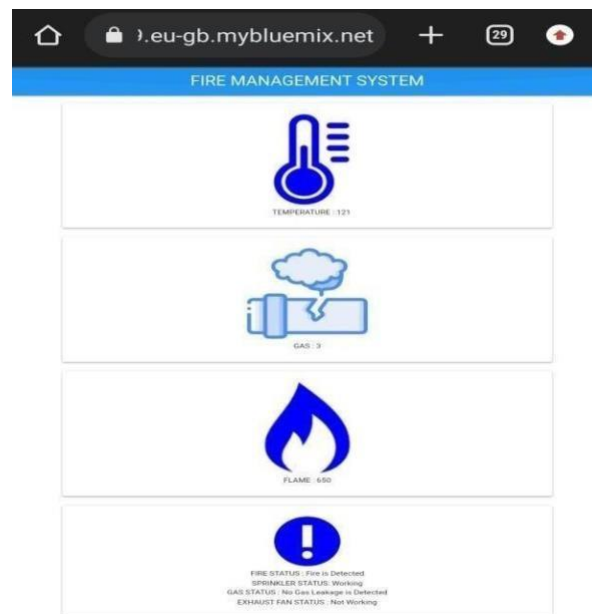 9.eu-gb.mybluemix.net
29
FIRE MANAGEMENT SYSTEM
TEMPERATURE : 121
GAS : 3
FLAME : 650
FIRE STATUS : Fire is Detected
SPRINKLER STATUS: Working
GAS STATUS : No Gas Leakage is Detected
EXHAUST FAN STATUS : Not Working